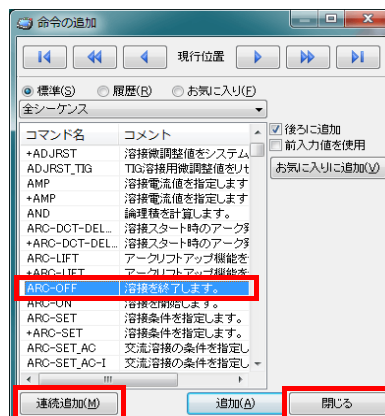 命令の追加
現行位置
標準(S) 履歴(R) お気に入り(F)
全シーケンス
コマンド名 コメント
+ADJRST 溶接微調整値をシステム
ADJRST_TIG TIG溶接用微調整値をリセ
AMP 溶接電流値を指定します
+AMP 溶接電流値を指定します
AND 論理積を計算します。
ARC-DCT-DEL... 溶接スタート時のアーク発
+ARC-DCT-DEL... 溶接スタート時のアーク発
ARC-LIFT アークリフトアップ機能を
+ARC-LIFT アークリフトアップ機能を
ARC-OFF 溶接を終了します。
ARC-ON 溶接を開始します。
ARC-SET 溶接条件を指定します。
+ARC-SET 溶接条件を指定します。
ARC-SET_AC 交流溶接の条件を指定し
ARC-SET_AC-I 交流溶接の条件を指定し
後ろに追加
前入力値を使用
お気に入りに追加(V)
連続追加(M) 追加(A) 閉じる